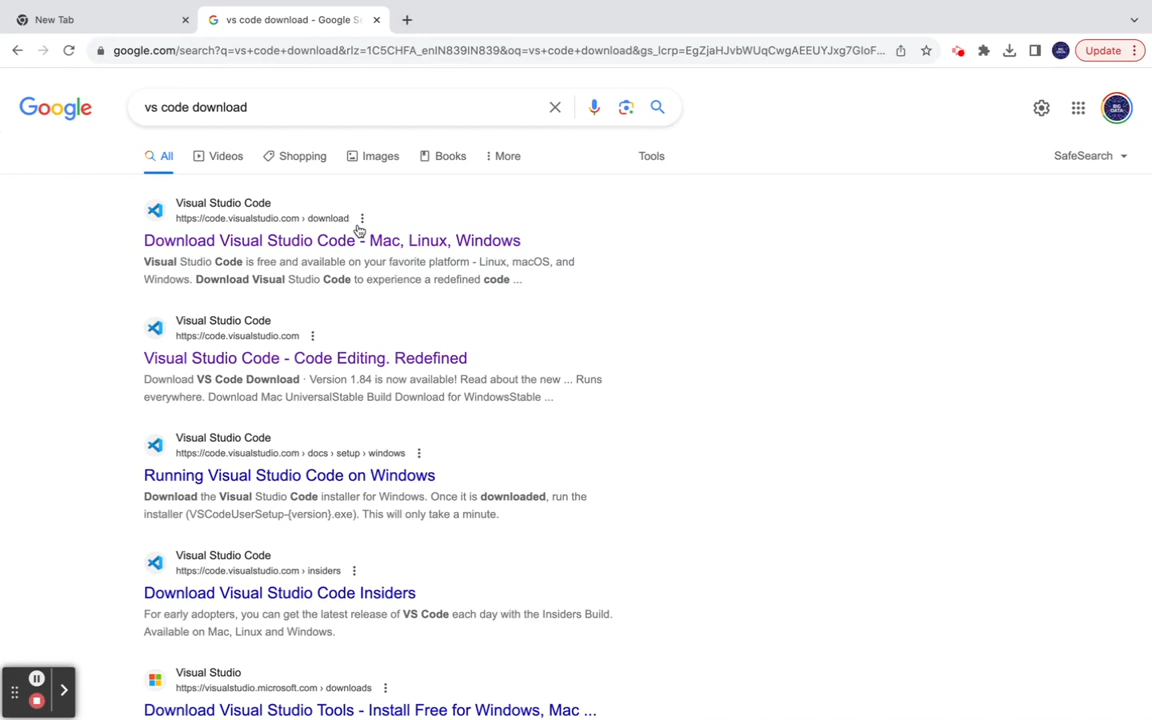 New Tab
vs code download - Google S
google.com/search?q=vs+code+download&rlz=1C5CHFA_enIN839IN839&oq=vs+code+download&gs_lcrp=EgZjaHJvbWUqCwgAEEUYJxg7GIoF...
Update
Google
vs code download
BIG DATA
All
Videos
Shopping
Images
Books
More
Tools
SafeSearch
Visual Studio Code
https://code.visualstudio.com › download
Download Visual Studio Code - Mac, Linux, Windows
Visual Studio Code is free and available on your favorite platform - Linux, macOS, and
Windows. Download Visual Studio Code to experience a redefined code ...
Visual Studio Code
https://code.visualstudio.com
Visual Studio Code - Code Editing. Redefined
Download VS Code Download · Version 1.84 is now available! Read about the new ... Runs
everywhere. Download Mac UniversalStable Build Download for WindowsStable ...
Visual Studio Code
https://code.visualstudio.com › docs › setup › windows
Running Visual Studio Code on Windows
Download the Visual Studio Code installer for Windows. Once it is downloaded, run the
installer (VSCodeUserSetup-{version}.exe). This will only take a minute.
Visual Studio Code
https://code.visualstudio.com › insiders
Download Visual Studio Code Insiders
For early adopters, you can get the latest release of VS Code each day with the Insiders Build.
Available on Mac, Linux and Windows.
Visual Studio
https://visualstudio.microsoft.com › downloads
Download Visual Studio Tools - Install Free for Windows, Mac ...